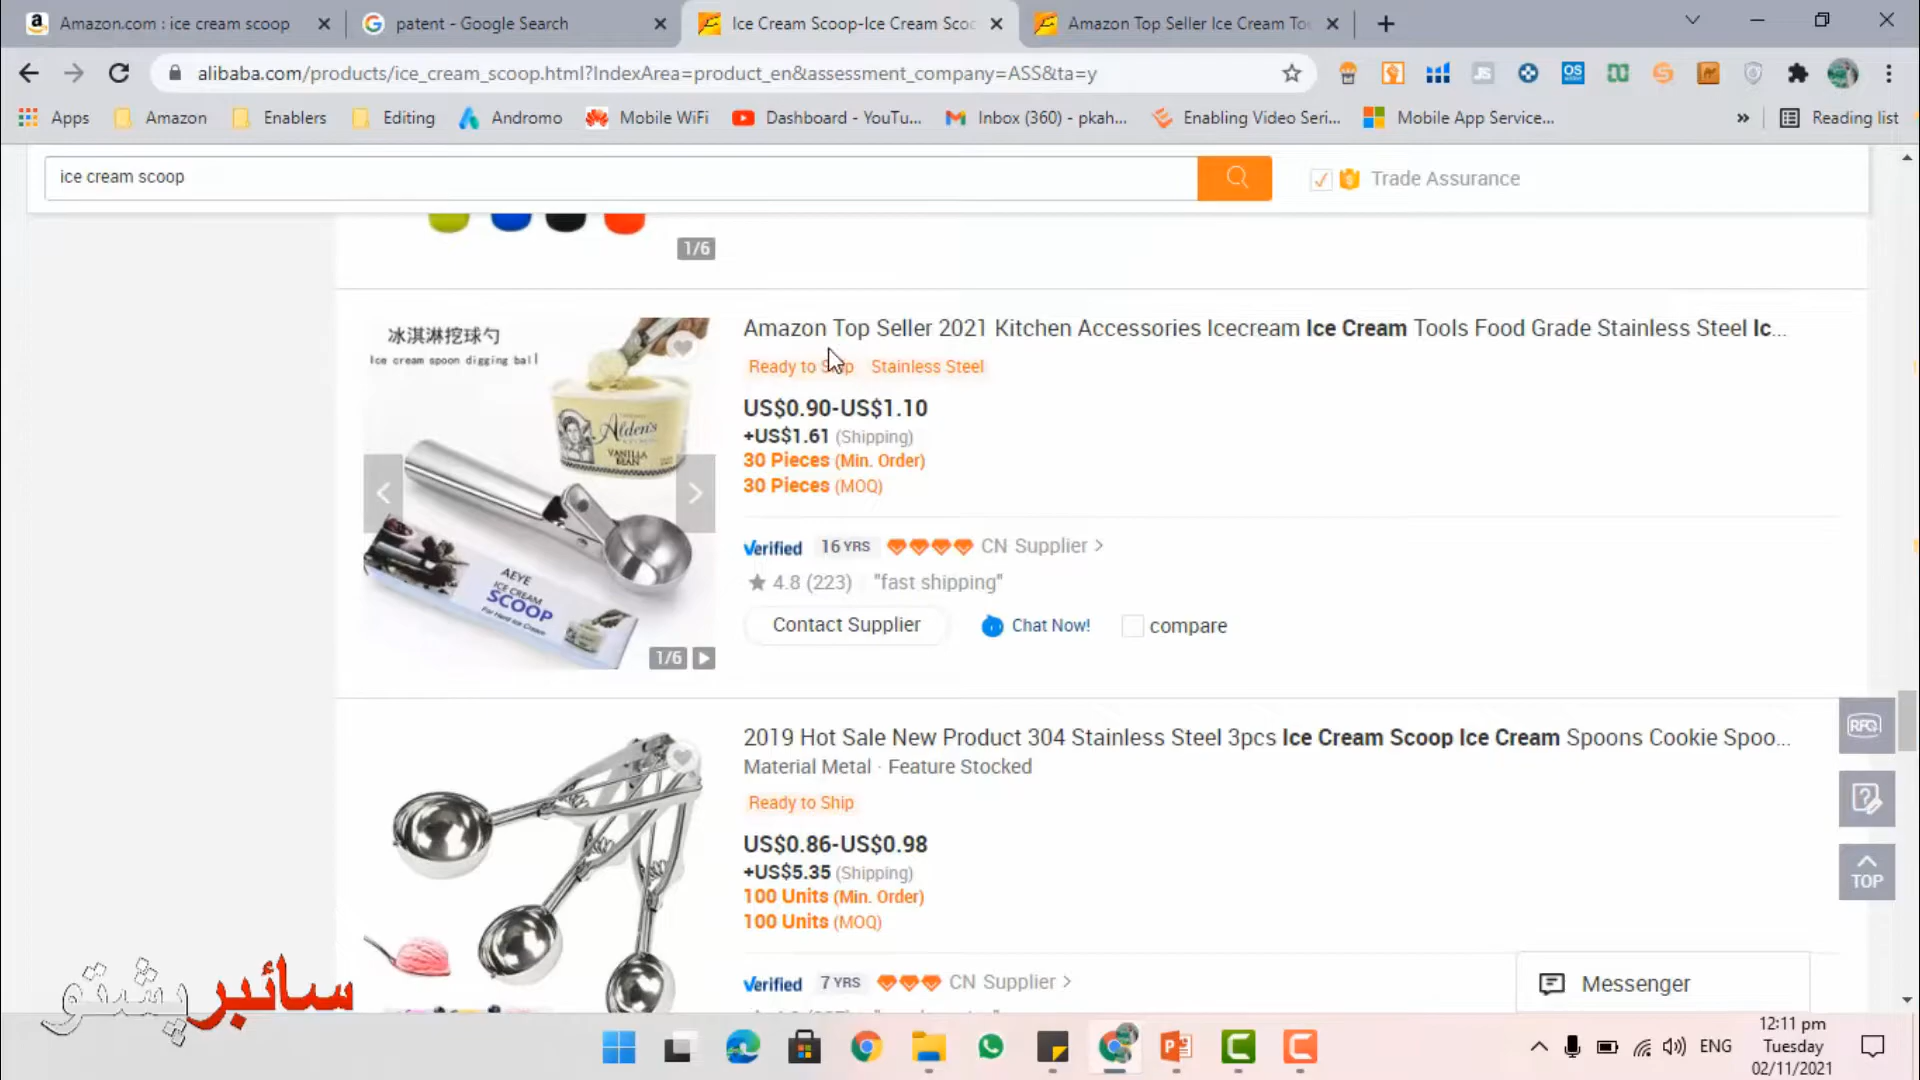 Amazon.com : ice cream scoop
patent - Google Search
Ice Cream Scoop-Ice Cream Scoo
Amazon Top Seller Ice Cream Too
alibaba.com/products/ice_cream_scoop.html?IndexArea=product_en&assessment_company=ASS&ta=y
Apps
Amazon
Enablers
Editing
Andromo
Mobile WiFi
Dashboard - YouTu...
Inbox (360) - pkah...
Enabling Video Seri...
Mobile App Service...
»
Reading list
ice cream scoop
Trade Assurance
1/6
冰淇淋挖球勺
Ice cream spoon digging ball
Alden's
VANILLA
BEAN
AEYE
ICE CREAM
SCOOP
For Hard Ice Cream
1/6
Amazon Top Seller 2021 Kitchen Accessories Icecream Ice Cream Tools Food Grade Stainless Steel Ic...
Ready to Ship Stainless Steel
US$0.90-US$1.10
+US$1.61 (Shipping)
30 Pieces (Min. Order)
30 Pieces (MOQ)
Verified 16 YRS CN Supplier >
4.8 (223) "fast shipping"
Contact Supplier
Chat Now!
compare
2019 Hot Sale New Product 304 Stainless Steel 3pcs Ice Cream Scoop Ice Cream Spoons Cookie Spoo...
Material Metal · Feature Stocked
Ready to Ship
US$0.86-US$0.98
+US$5.35 (Shipping)
100 Units (Min. Order)
100 Units (MOQ)
Verified 7 YRS CN Supplier >
RFQ
TOP
Messenger
سائبر پشتو
ENG
12:11 pm
Tuesday
02/11/2021